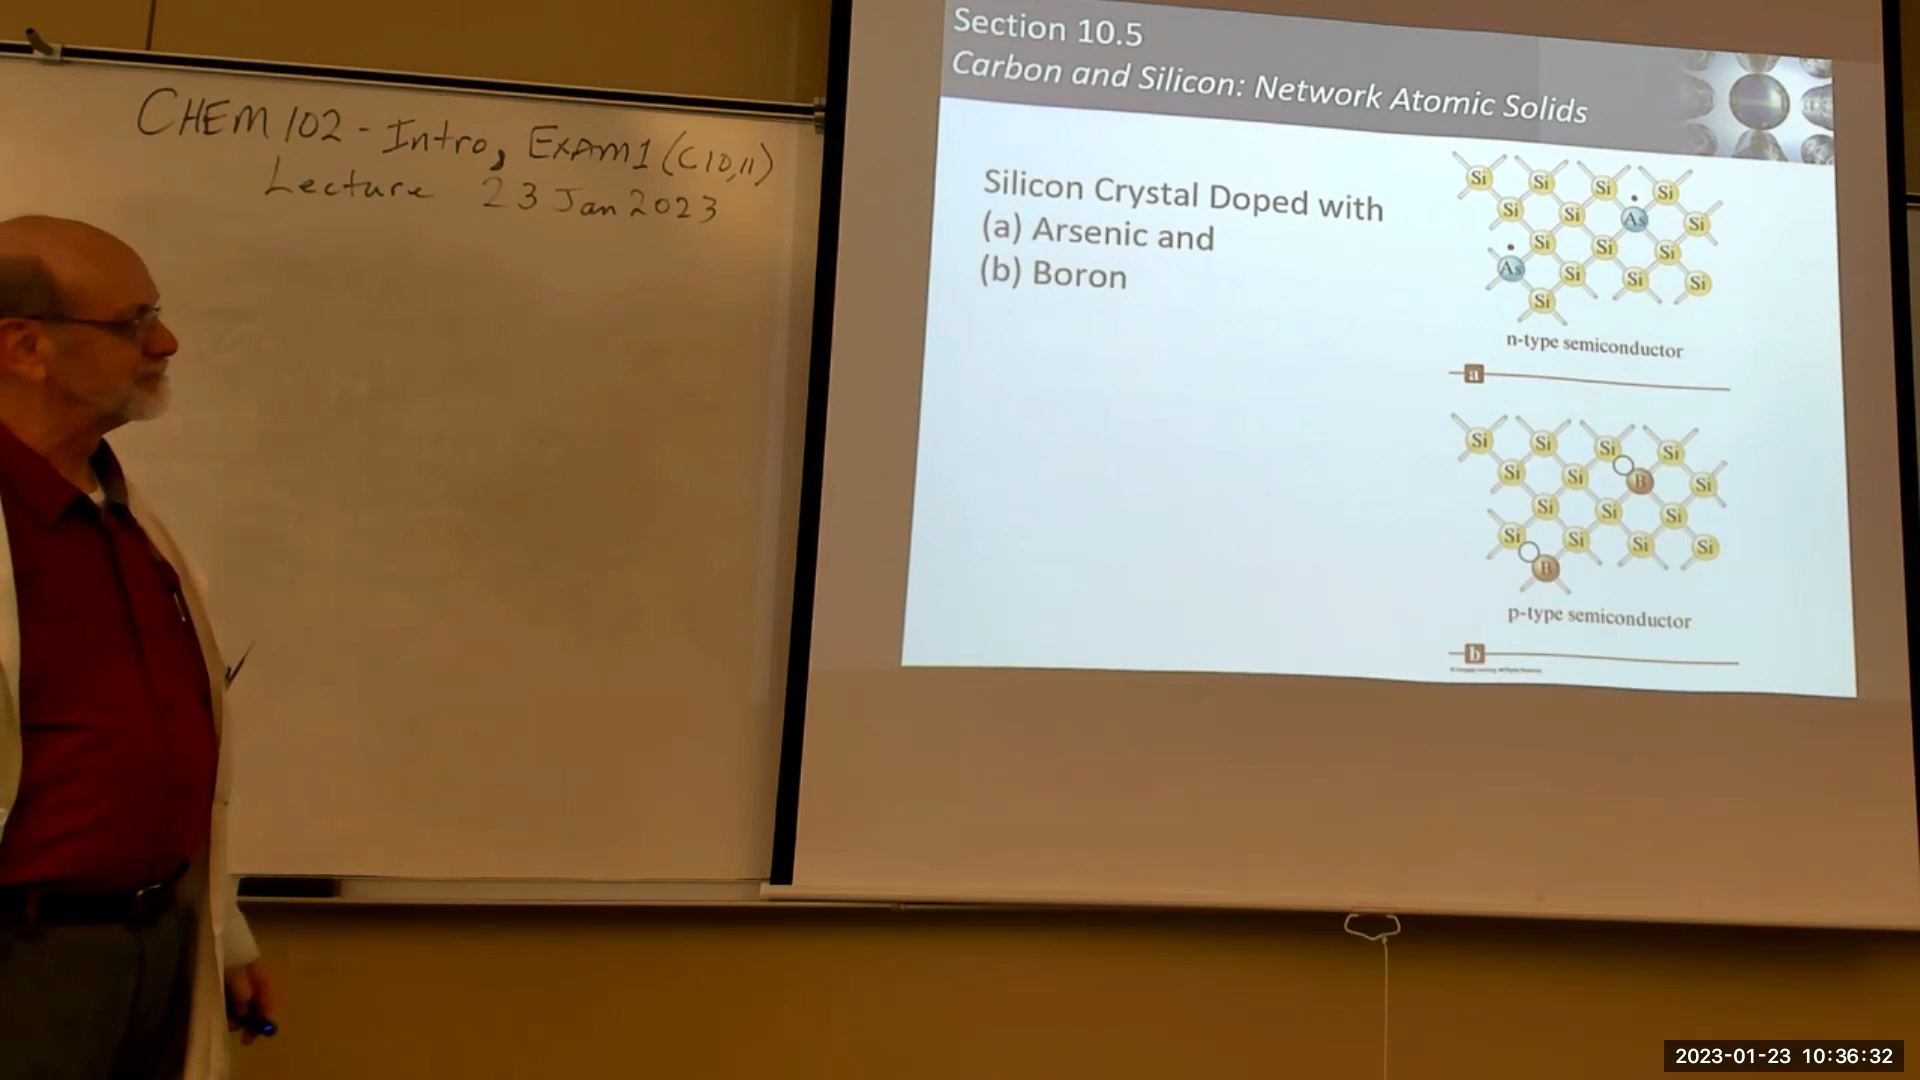 CHEM 102 - Intro, EXAM 1 (C10,11)
Lecture 23 Jan 2023
Section 10.5
Carbon and Silicon: Network Atomic Solids
Silicon Crystal Doped with
(a) Arsenic and
(b) Boron
Si Si Si Si
Si Si As Si
Si Si Si
As Si Si Si
Si
n-type semiconductor
a
Si Si Si Si
Si Si B Si
Si Si Si
Si Si Si Si
B
p-type semiconductor
b
2023-01-23 10:36:32